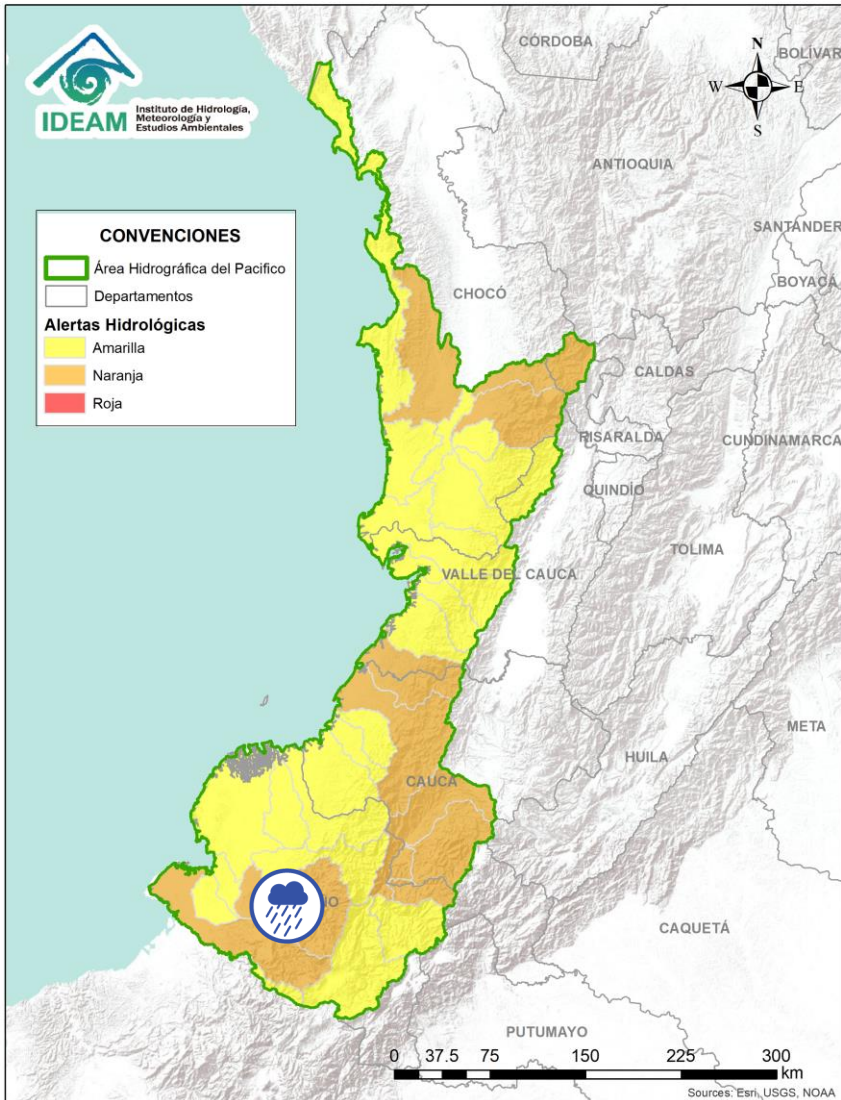 IDEAM
Instituto de Hidrología,
Meteorología y
Estudios Ambientales
N
W
E
S
CÓRDOBA
BOLÍVAR
ANTIOQUIA
SANTANDER
BOYACÁ
CHOCÓ
CALDAS
RISARALDA
CUNDINAMARCA
QUINDÍO
TOLIMA
VALLE DEL CAUCA
META
HUILA
CAUCA
NO
CAQUETÁ
PUTUMAYO
CONVENCIONES
Área Hidrográfica del Pacifico
Departamentos
Alertas Hidrológicas
Amarilla
Naranja
Roja
0 37.5 75 150 225 300
km
Sources: Esri, USGS, NOAA